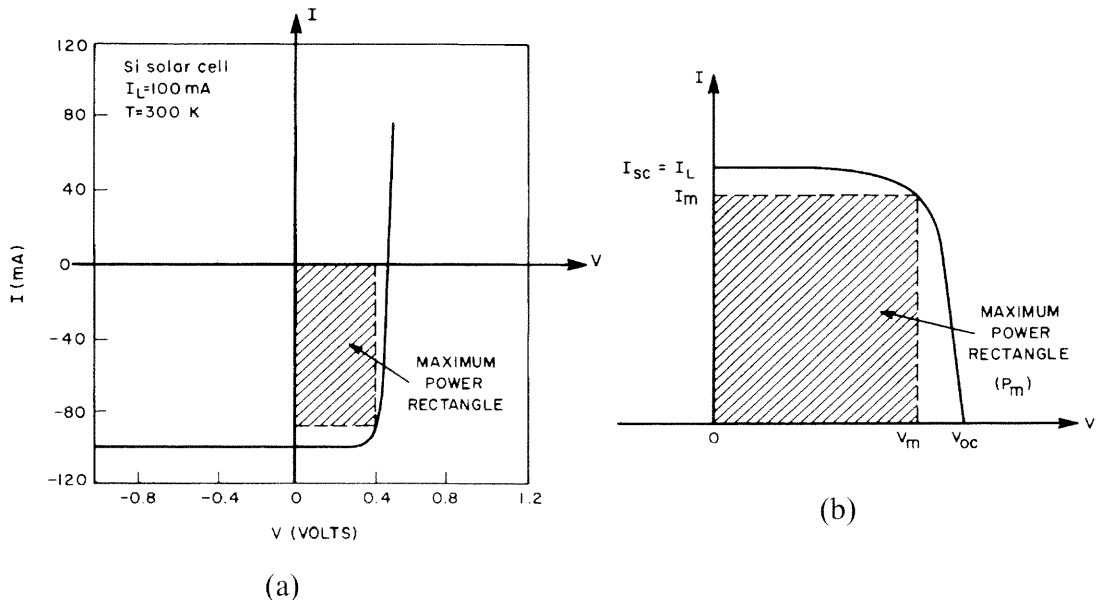 I
120
80
40
0
-40
-80
-120
I (mA)
Si solar cell
I_L=100 mA
T=300 K
V
MAXIMUM
POWER
RECTANGLE
-0.8
-0.4
0
0.4
0.8
1.2
V (VOLTS)
(a)
I
I_SC = I_L
I_m
MAXIMUM
POWER
RECTANGLE
(P_m)
0
V_m
V_oc
V
(b)